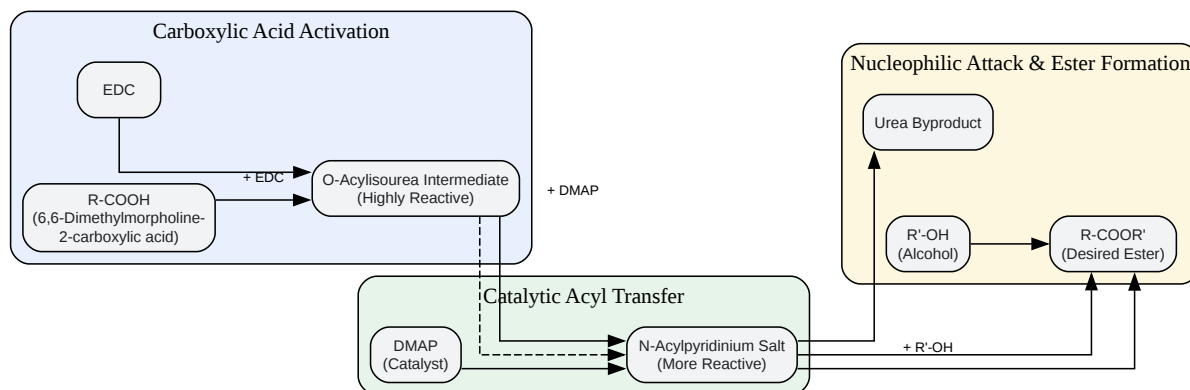 Carboxylic Acid Activation
EDC
+ EDC
R-COOH
(6,6-Dimethylmorpholine-
2-carboxylic acid)
O-Acylisourea Intermediate
(Highly Reactive)
+ DMAP
Catalytic Acyl Transfer
DMAP
(Catalyst)
N-Acylpyridinium Salt
(More Reactive)
+ R'-OH
Nucleophilic Attack & Ester Formation
Urea Byproduct
R'-OH
(Alcohol)
R-COOR'
(Desired Ester)